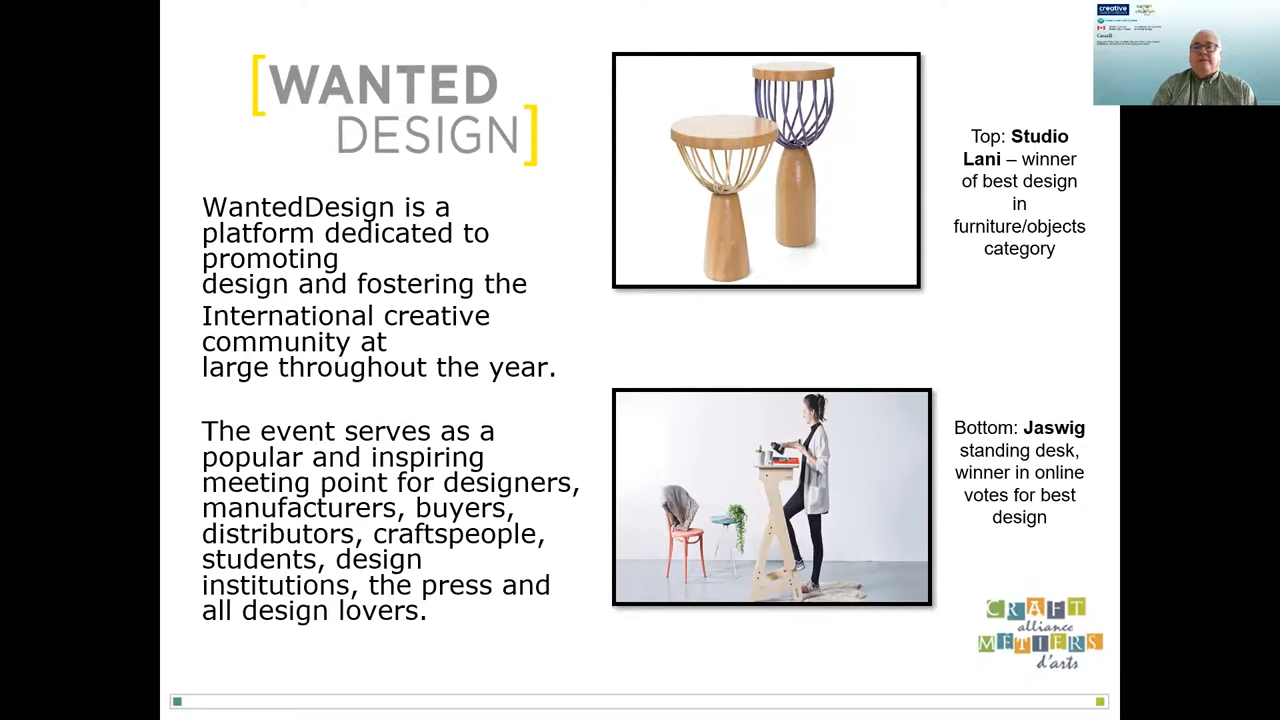 [WANTED
DESIGN]
WantedDesign is a
platform dedicated to
promoting
design and fostering the
International creative
community at
large throughout the year.
The event serves as a
popular and inspiring
meeting point for designers,
manufacturers, buyers,
distributors, craftspeople,
students, design
institutions, the press and
all design lovers.
Top: Studio
Lani – winner
of best design
in
furniture/objects
category
Bottom: Jaswig
standing desk,
winner in online
votes for best
design
CRAFT
alliance
METIERS
d'arts
creative
Canada